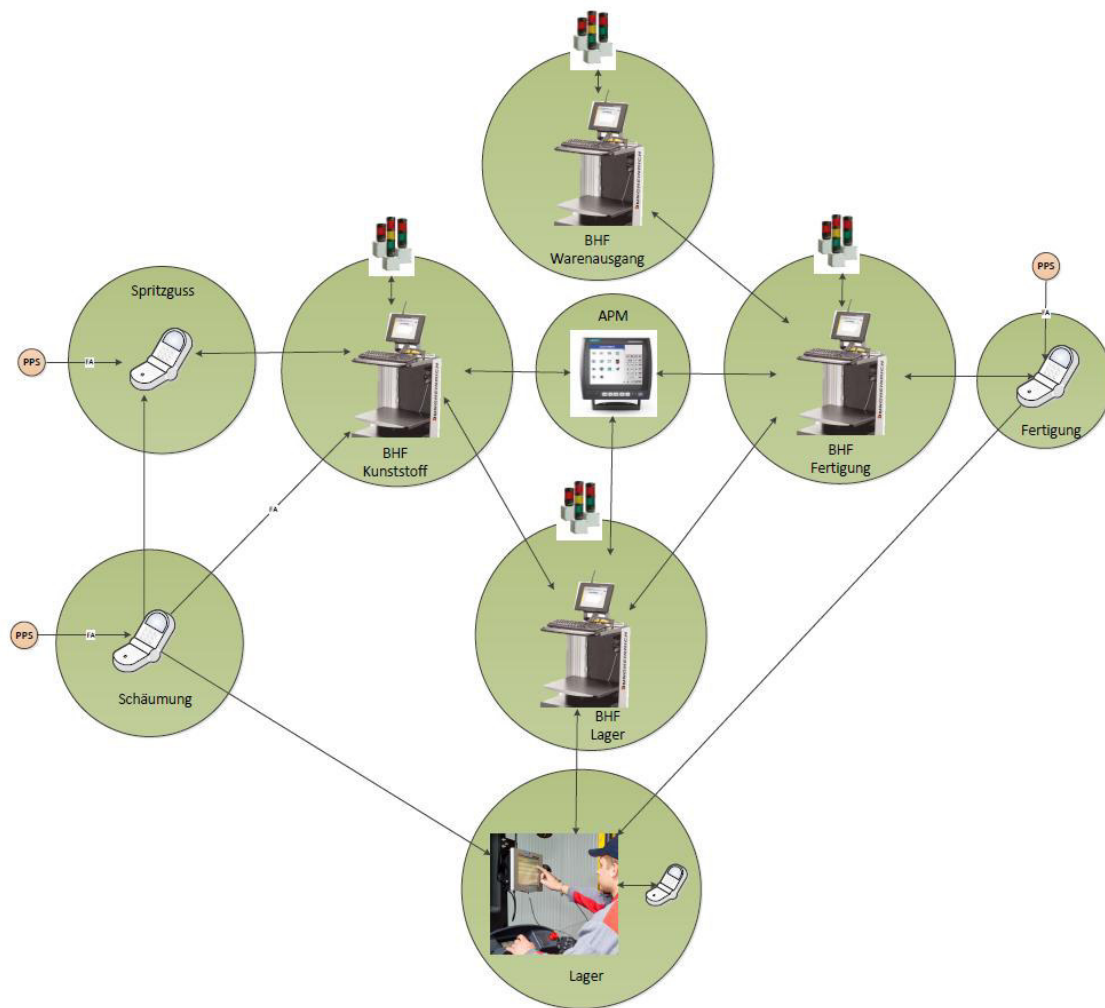 BHF
Warenausgang
Spritzguss
PPS
FA
BHF
Kunststoff
APM
BHF
Fertigung
PPS
FA
Fertigung
FA
PPS
FA
Schäumung
BHF
Lager
Lager